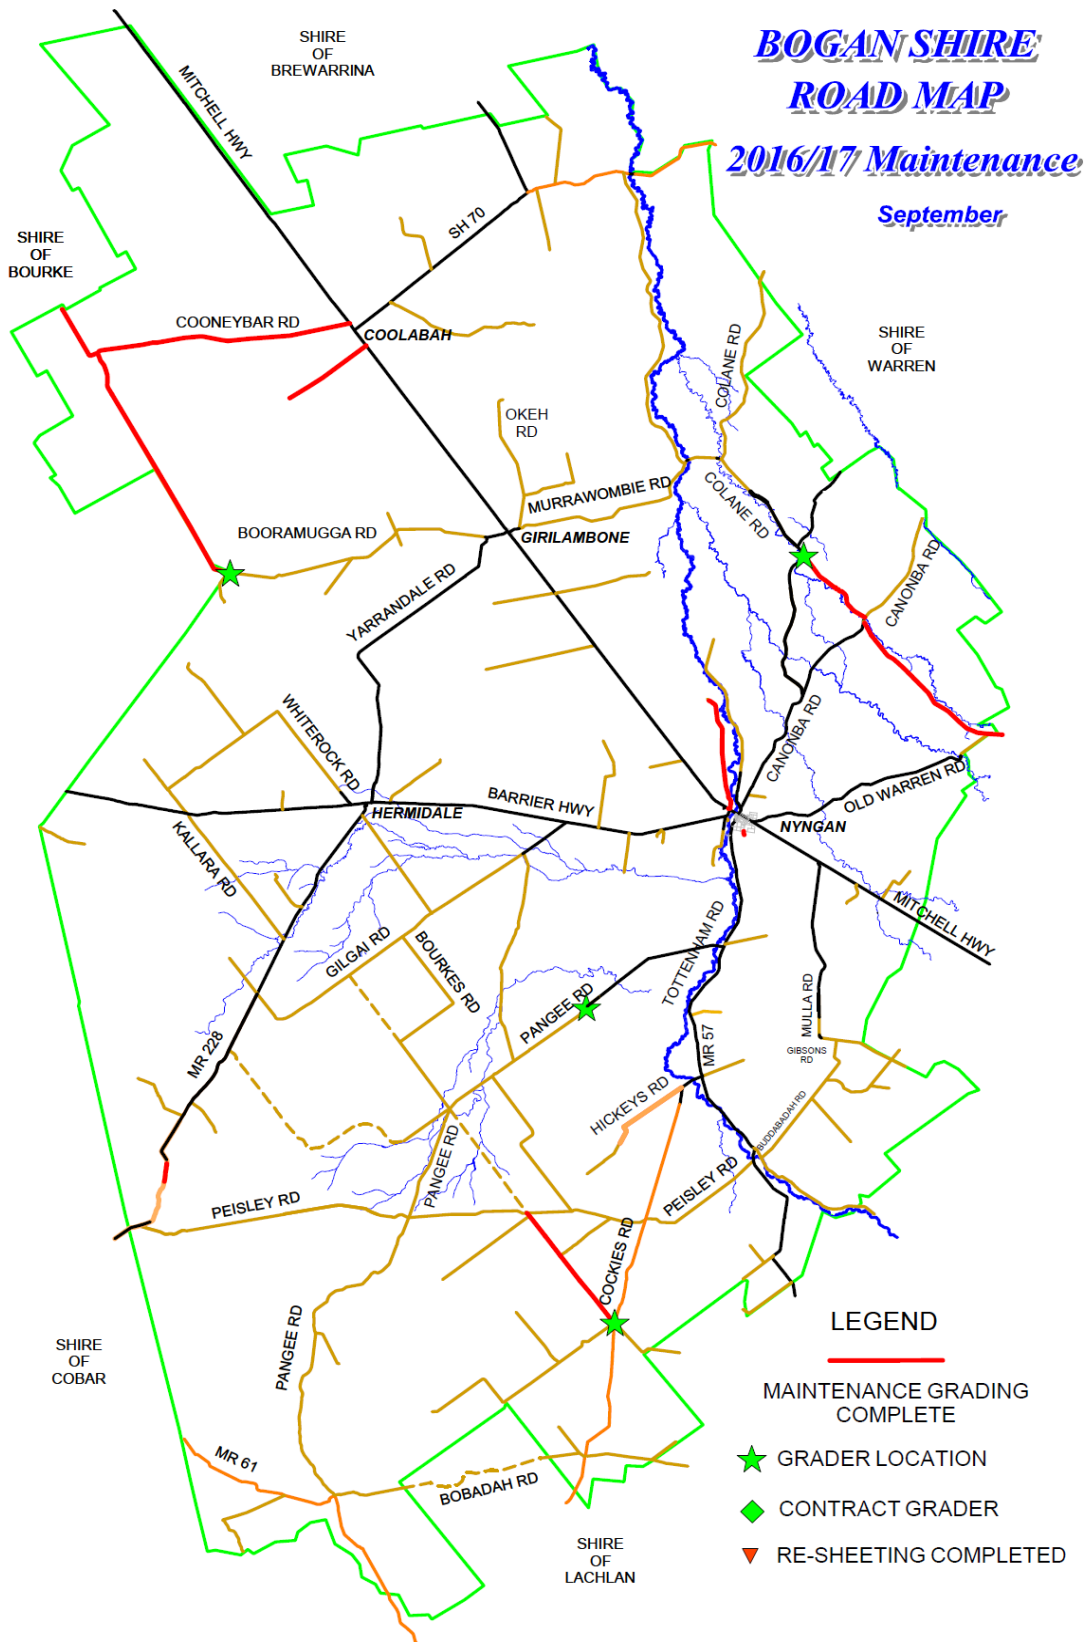 BOGAN SHIRE
ROAD MAP
2016/17 Maintenance
September
SHIRE
OF
BREWARRINA
MITCHELL HWY
SH 70
SHIRE
OF
BOURKE
COONEYBAR RD
COOLABAH
SHIRE
OF
WARREN
COLANE RD
OKEH
RD
MURRAWOMBIE RD
COLANE RD
BOORAMUGGA RD
GIRILAMBONE
CANONBA RD
YARRANDALE RD
WHITEROCK RD
CANONBA RD
OLD WARREN RD
BARRIER HWY
HERMIDALE
NYNGAN
KALLARA RD
MITCHELL HWY
GILGAI RD
BOURKES RD
TOTTENHAM RD
PANGEE RD
MULLA RD
MR 228
MR 57
GIBSONS
RD
HICKEYS RD
BUDDABADAH RD
PANGEE RD
PEISLEY RD
PEISLEY RD
COCKIES RD
PANGEE RD
SHIRE
OF
COBAR
MR 61
BOBADAH RD
SHIRE
OF
LACHLAN
LEGEND
MAINTENANCE GRADING
COMPLETE
GRADER LOCATION
CONTRACT GRADER
RE-SHEETING COMPLETED